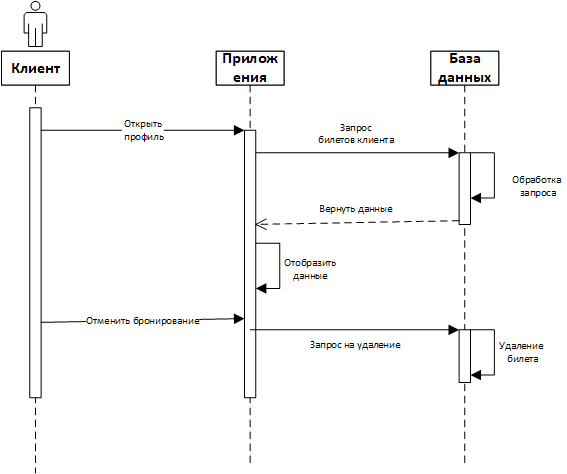 Клиент
Прилож
ения
База
данных
Открыть
профиль
Запрос
билетов клиента
Обработка
запроса
Вернуть данные
Отобразить
данные
Отменить бронирование
Запрос на удаление
Удаление
билета